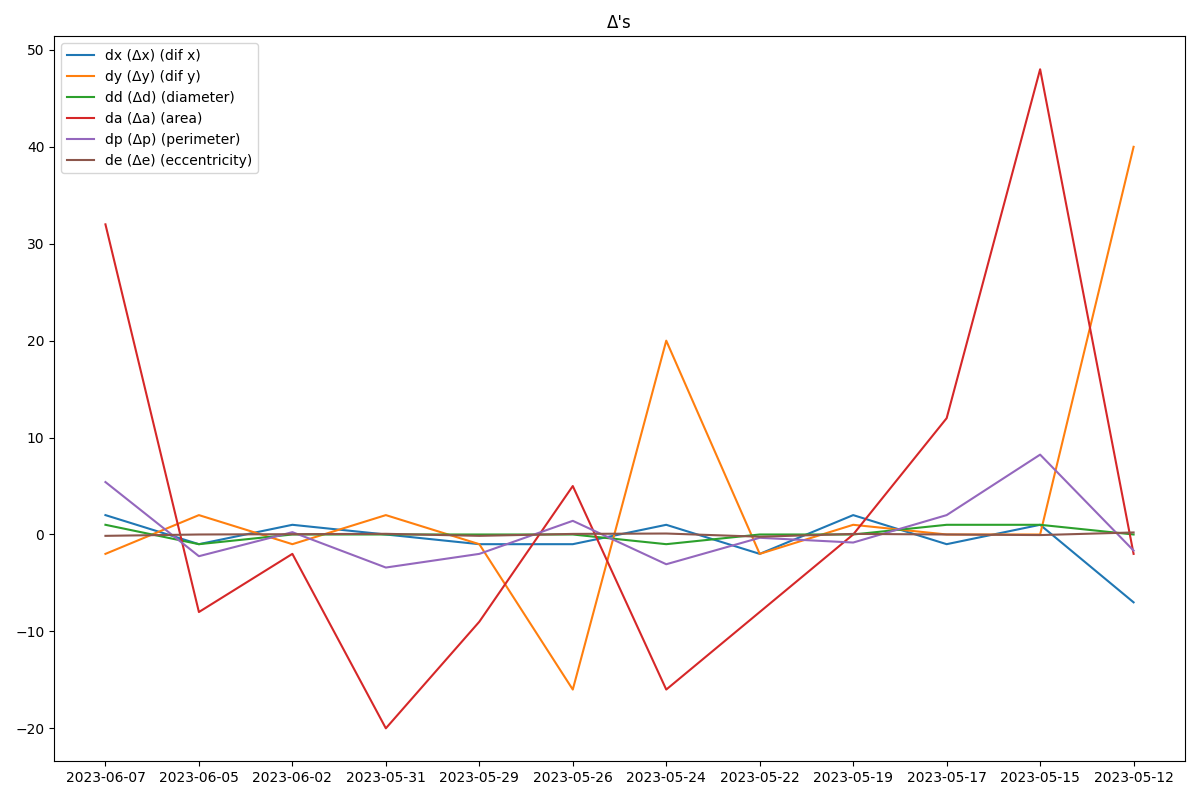 Δ's
50
40
30
20
10
0
−10
−20
dx (Δx) (dif x)
dy (Δy) (dif y)
dd (Δd) (diameter)
da (Δa) (area)
dp (Δp) (perimeter)
de (Δe) (eccentricity)
2023-06-07 2023-06-05 2023-06-02 2023-05-31 2023-05-29 2023-05-26 2023-05-24 2023-05-22 2023-05-19 2023-05-17 2023-05-15 2023-05-12